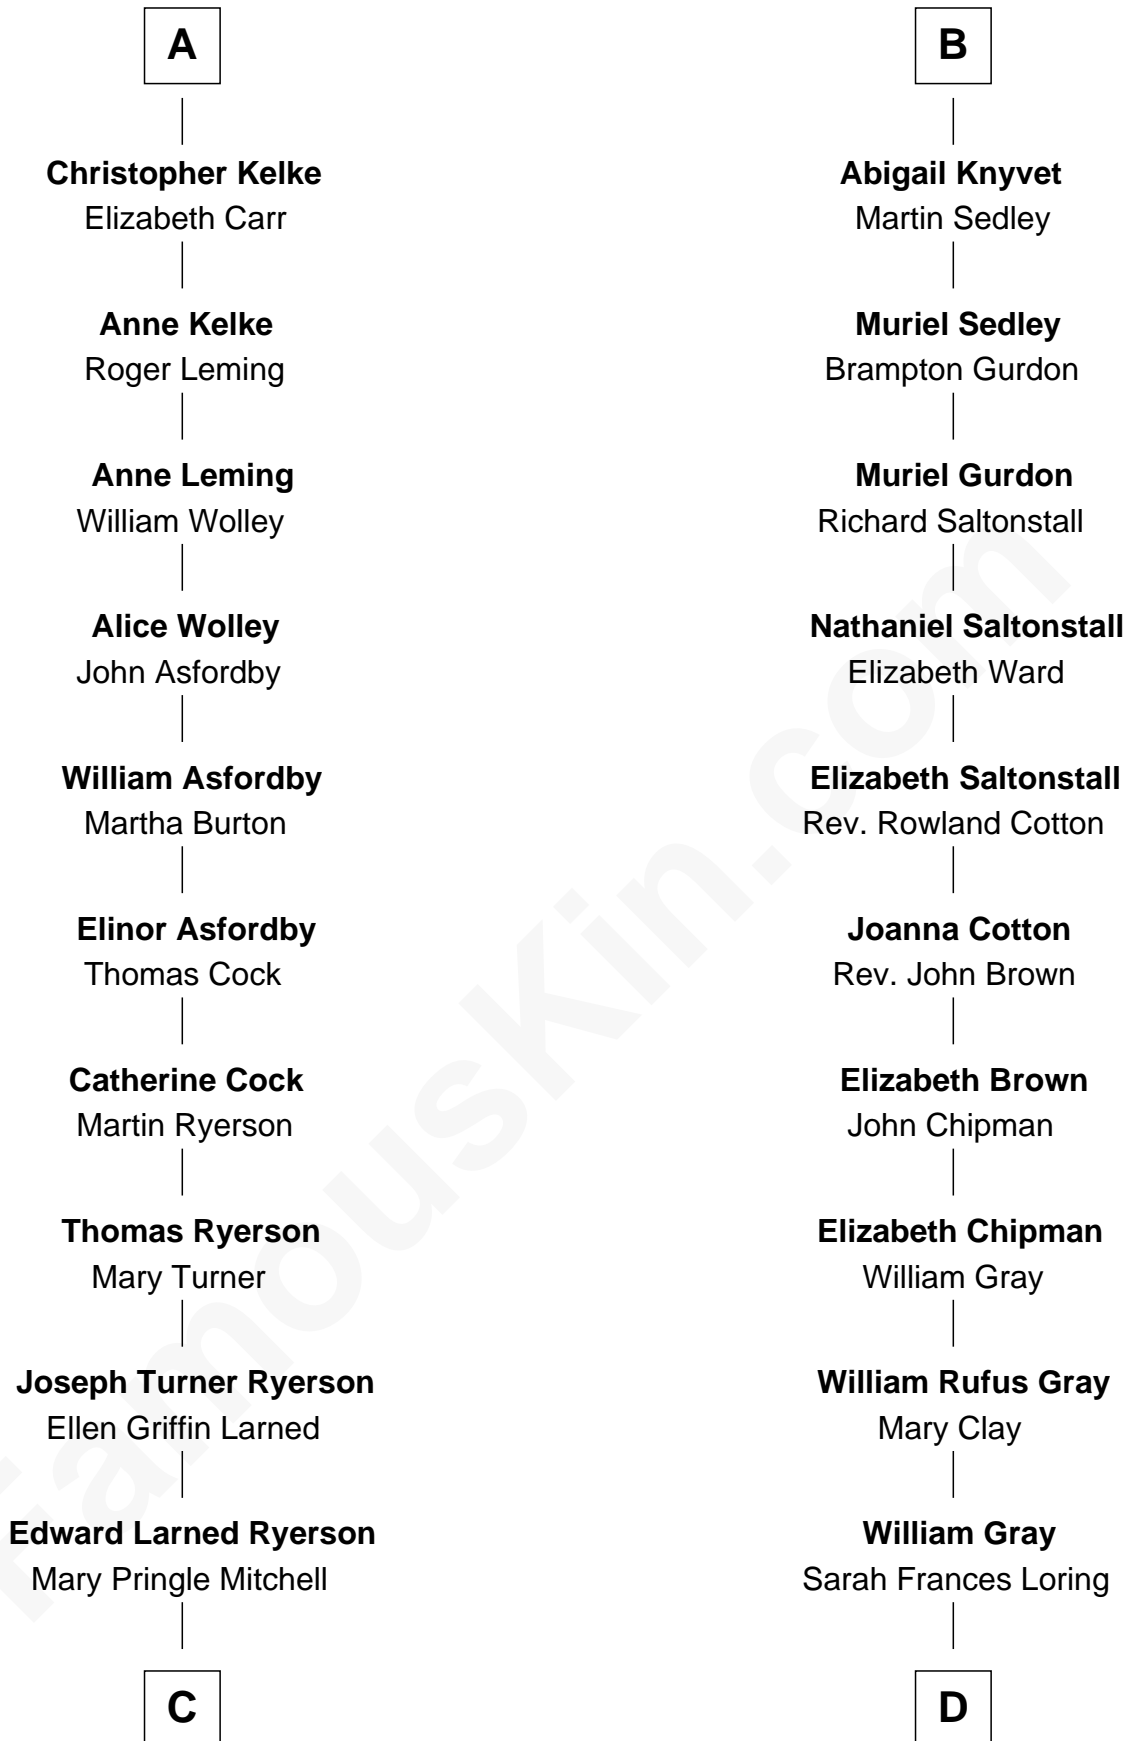 A
Christopher Kelke
Elizabeth Carr
Anne Kelke
Roger Leming
Anne Leming
William Wolley
Alice Wolley
John Asfordby
William Asfordby
Martha Burton
Elinor Asfordby
Thomas Cock
Catherine Cock
Martin Ryerson
Thomas Ryerson
Mary Turner
Joseph Turner Ryerson
Ellen Griffin Larned
Edward Larned Ryerson
Mary Pringle Mitchell
C
B
Abigail Knyvet
Martin Sedley
Muriel Sedley
Brampton Gurdon
Muriel Gurdon
Richard Saltonstall
Nathaniel Saltonstall
Elizabeth Ward
Elizabeth Saltonstall
Rev. Rowland Cotton
Joanna Cotton
Rev. John Brown
Elizabeth Brown
John Chipman
Elizabeth Chipman
William Gray
William Rufus Gray
Mary Clay
William Gray
Sarah Frances Loring
D
FamousKin.com